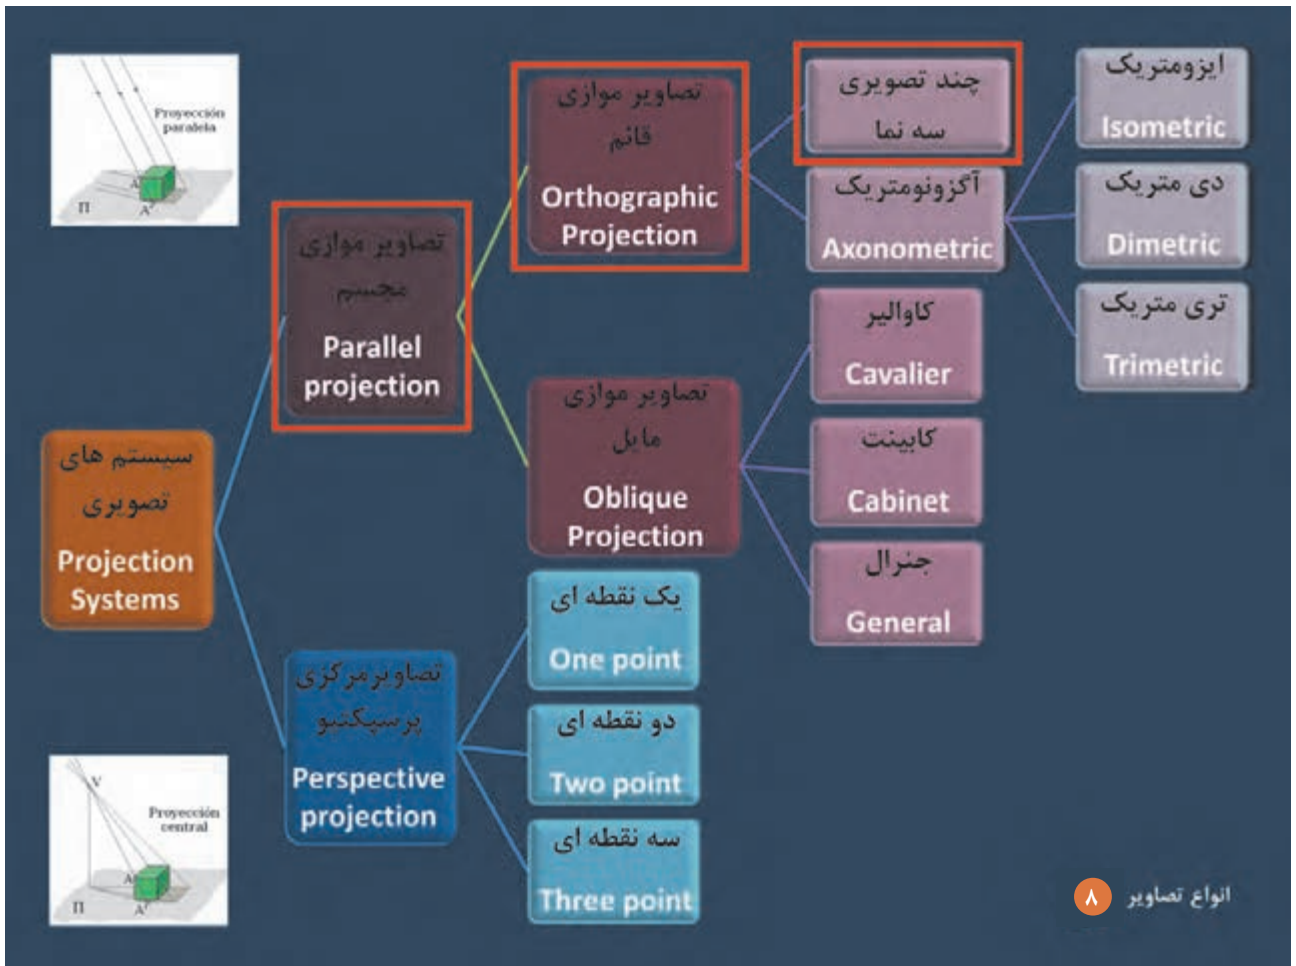 Proyección
paralela
A
A'
Π
سیستم های
تصویری
Projection
Systems
تصاویر موازی
مجسم
Parallel
projection
تصاویر موازی
قائم
Orthographic
Projection
چند تصویری
سه نما
آگزونومتریک
Axonometric
ایزومتریک
Isometric
دی متریک
Dimetric
تری متریک
Trimetric
تصاویر موازی
مایل
Oblique
Projection
کاوالیر
Cavalier
کابینت
Cabinet
جنرال
General
تصاویرمرکزی
پرسپکتیو
Perspective
projection
یک نقطه ای
One point
دو نقطه ای
Two point
سه نقطه ای
Three point
V
Proyección
central
A
A'
Π
انواع تصاویر ۸